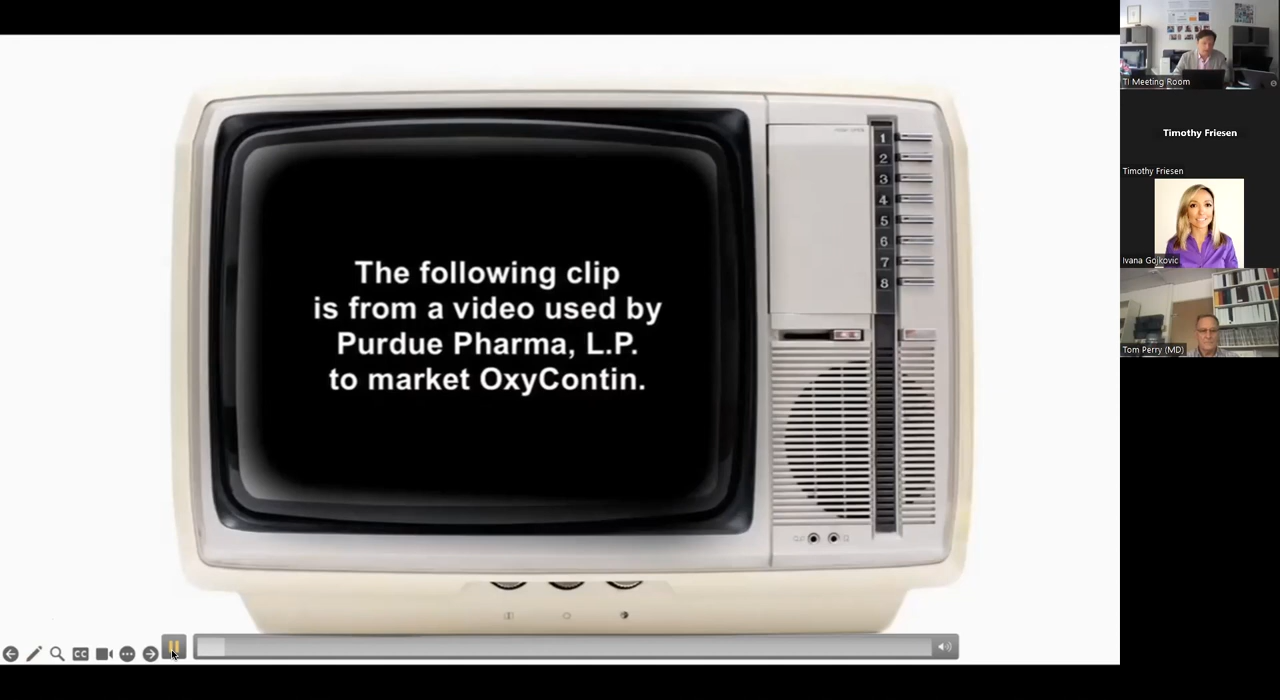 The following clip
is from a video used by
Purdue Pharma, L.P.
to market OxyContin.
1
2
3
4
5
6
7
8
CC
TI Meeting Room
Timothy Friesen
Timothy Friesen
Ivana Gojkovic
Tom Perry (MD)